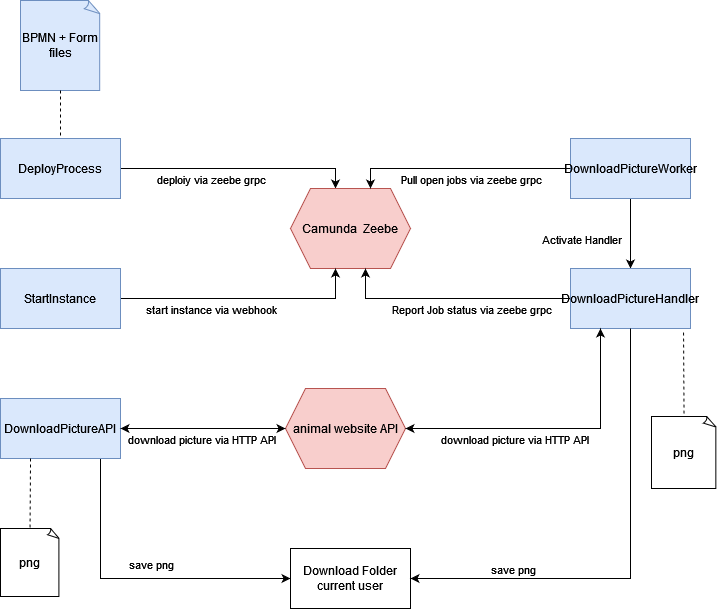 BPMN + Form
files
DeployProcess
deploiy via zeebe grpc
Pull open jobs via zeebe grpc
DownloadPictureWorker
Camunda Zeebe
Activate Handler
StartInstance
start instance via webhook
Report Job status via zeebe grpc
DownloadPictureHandler
DownloadPictureAPI
download picture via HTTP API
animal website API
download picture via HTTP API
png
png
save png
Download Folder
current user
save png